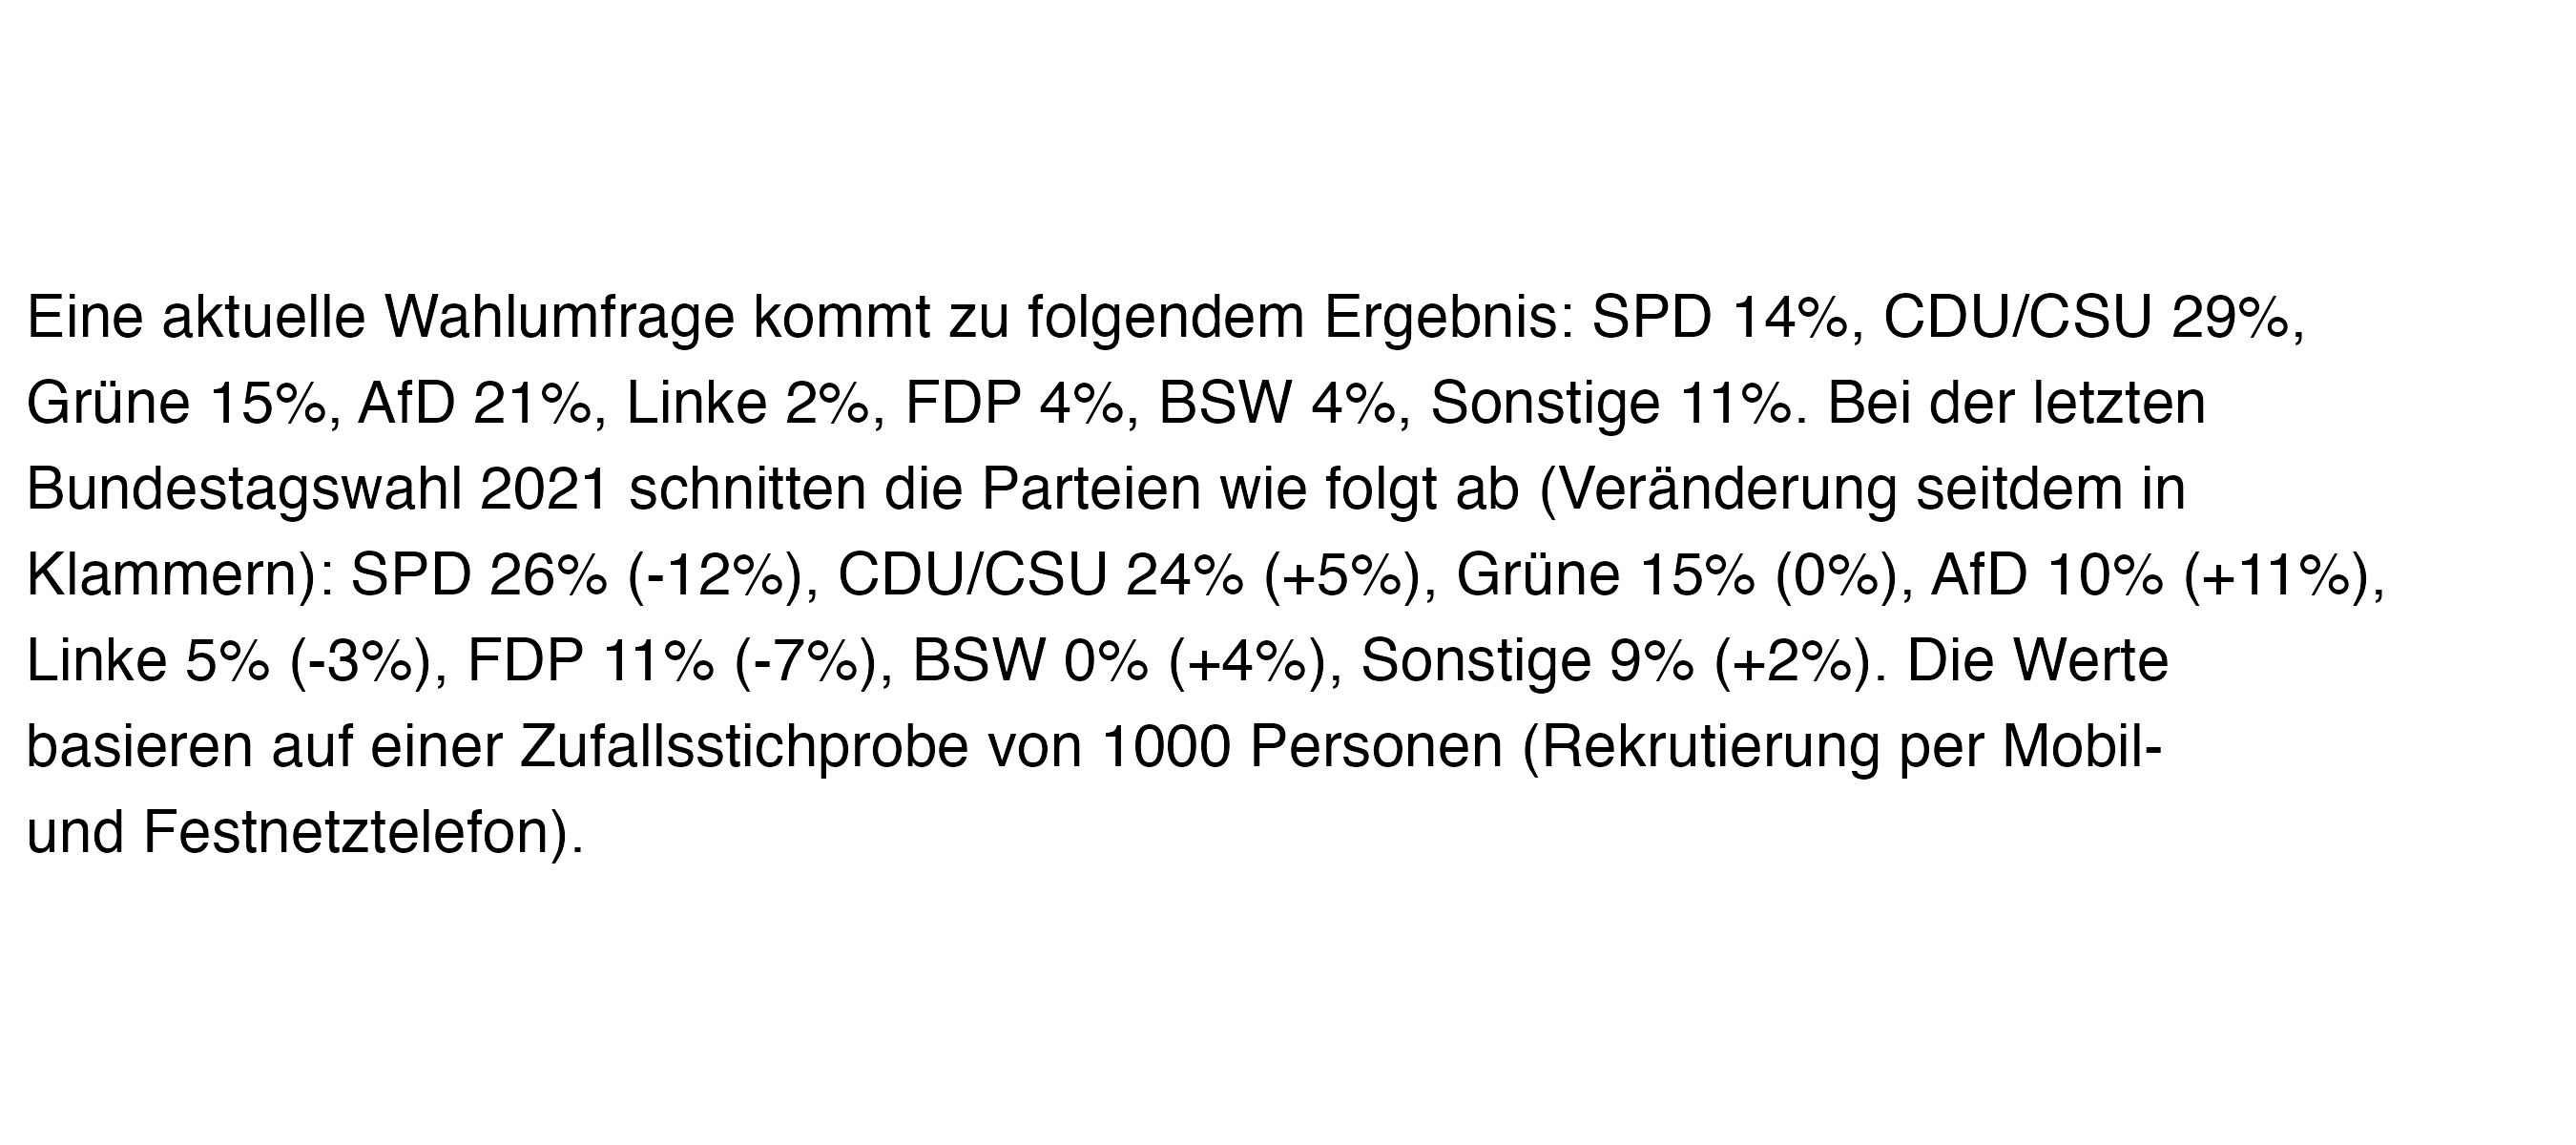 Eine aktuelle Wahlumfrage kommt zu folgendem Ergebnis: SPD 14%, CDU/CSU 29%,
Grüne 15%, AfD 21%, Linke 2%, FDP 4%, BSW 4%, Sonstige 11%. Bei der letzten
Bundestagswahl 2021 schnitten die Parteien wie folgt ab (Veränderung seitdem in
Klammern): SPD 26% (-12%), CDU/CSU 24% (+5%), Grüne 15% (0%), AfD 10% (+11%),
Linke 5% (-3%), FDP 11% (-7%), BSW 0% (+4%), Sonstige 9% (+2%). Die Werte
basieren auf einer Zufallsstichprobe von 1000 Personen (Rekrutierung per Mobil-
und Festnetztelefon).